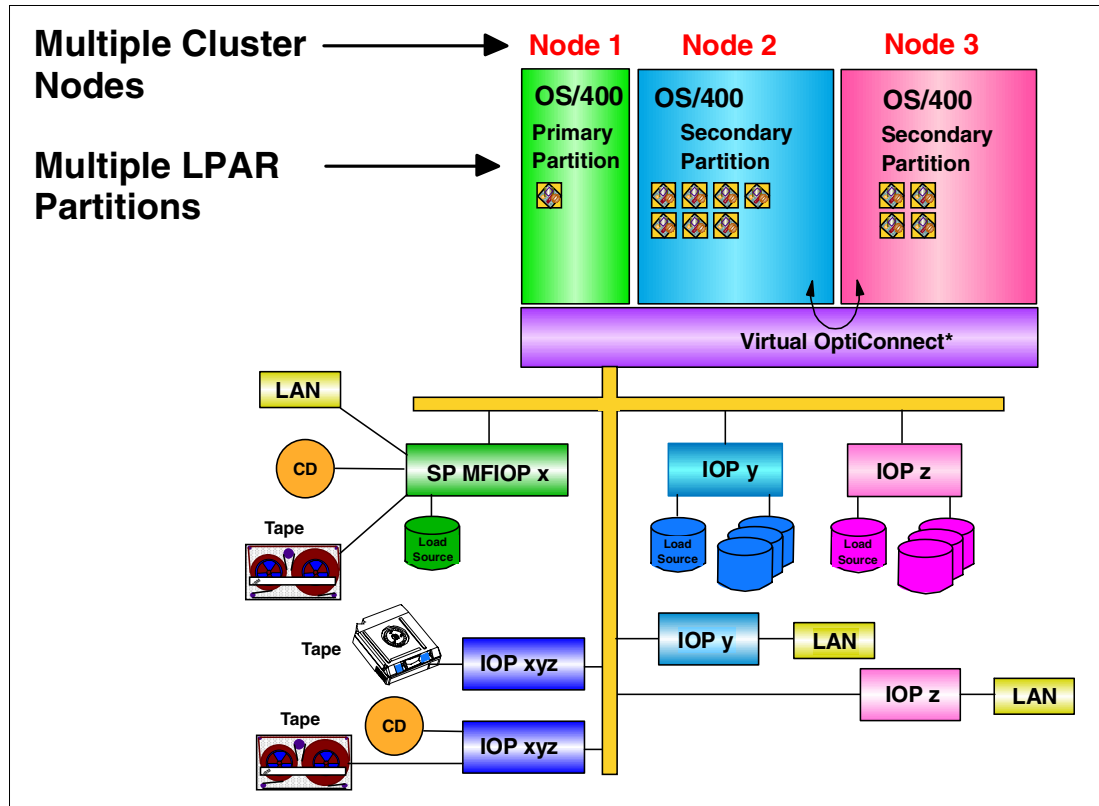 Multiple Cluster
Nodes
Node 1
Node 2
Node 3
Multiple LPAR
Partitions
OS/400
Primary
Partition
OS/400
Secondary
Partition
OS/400
Secondary
Partition
Virtual OptiConnect*
LAN
CD
Tape
SP MFIOP x
Load
Source
IOP y
Load
Source
IOP z
Load
Source
Tape
IOP xyz
IOP y
LAN
IOP z
LAN
Tape
CD
IOP xyz